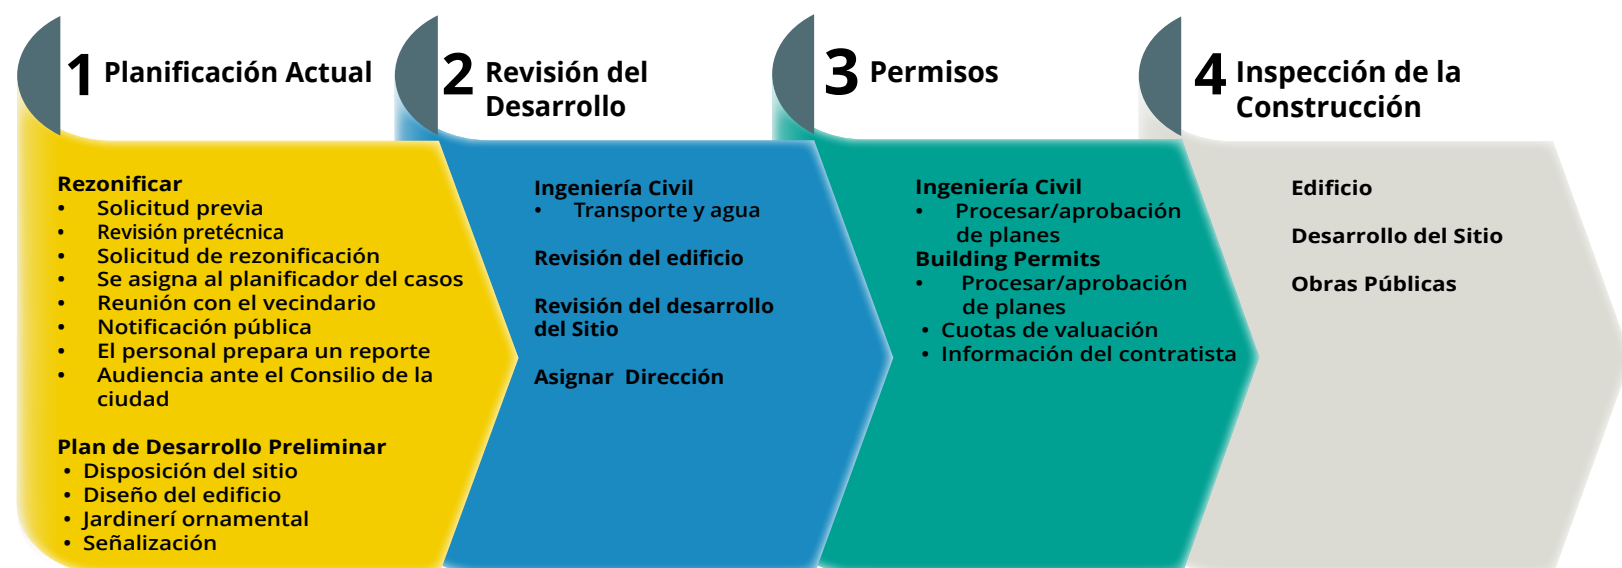 1 Planificación Actual
Rezonificar
• Solicitud previa
• Revisión pretécnica
• Solicitud de rezonificación
• Se asigna al planificador del casos
• Reunión con el vecindario
• Notificación pública
• El personal prepara un reporte
• Audiencia ante el Consilio de la
ciudad
Plan de Desarrollo Preliminar
• Disposición del sitio
• Diseño del edificio
• Jardinerí ornamental
• Señalización
2 Revisión del
Desarrollo
Ingeniería Civil
• Transporte y agua
Revisión del edificio
Revisión del desarrollo
del Sitio
Asignar Dirección
3 Permisos
Ingeniería Civil
• Procesar/aprobación
de planes
Building Permits
• Procesar/aprobación
de planes
• Cuotas de valuación
• Información del contratista
4 Inspección de la
Construcción
Edificio
Desarrollo del Sitio
Obras Públicas